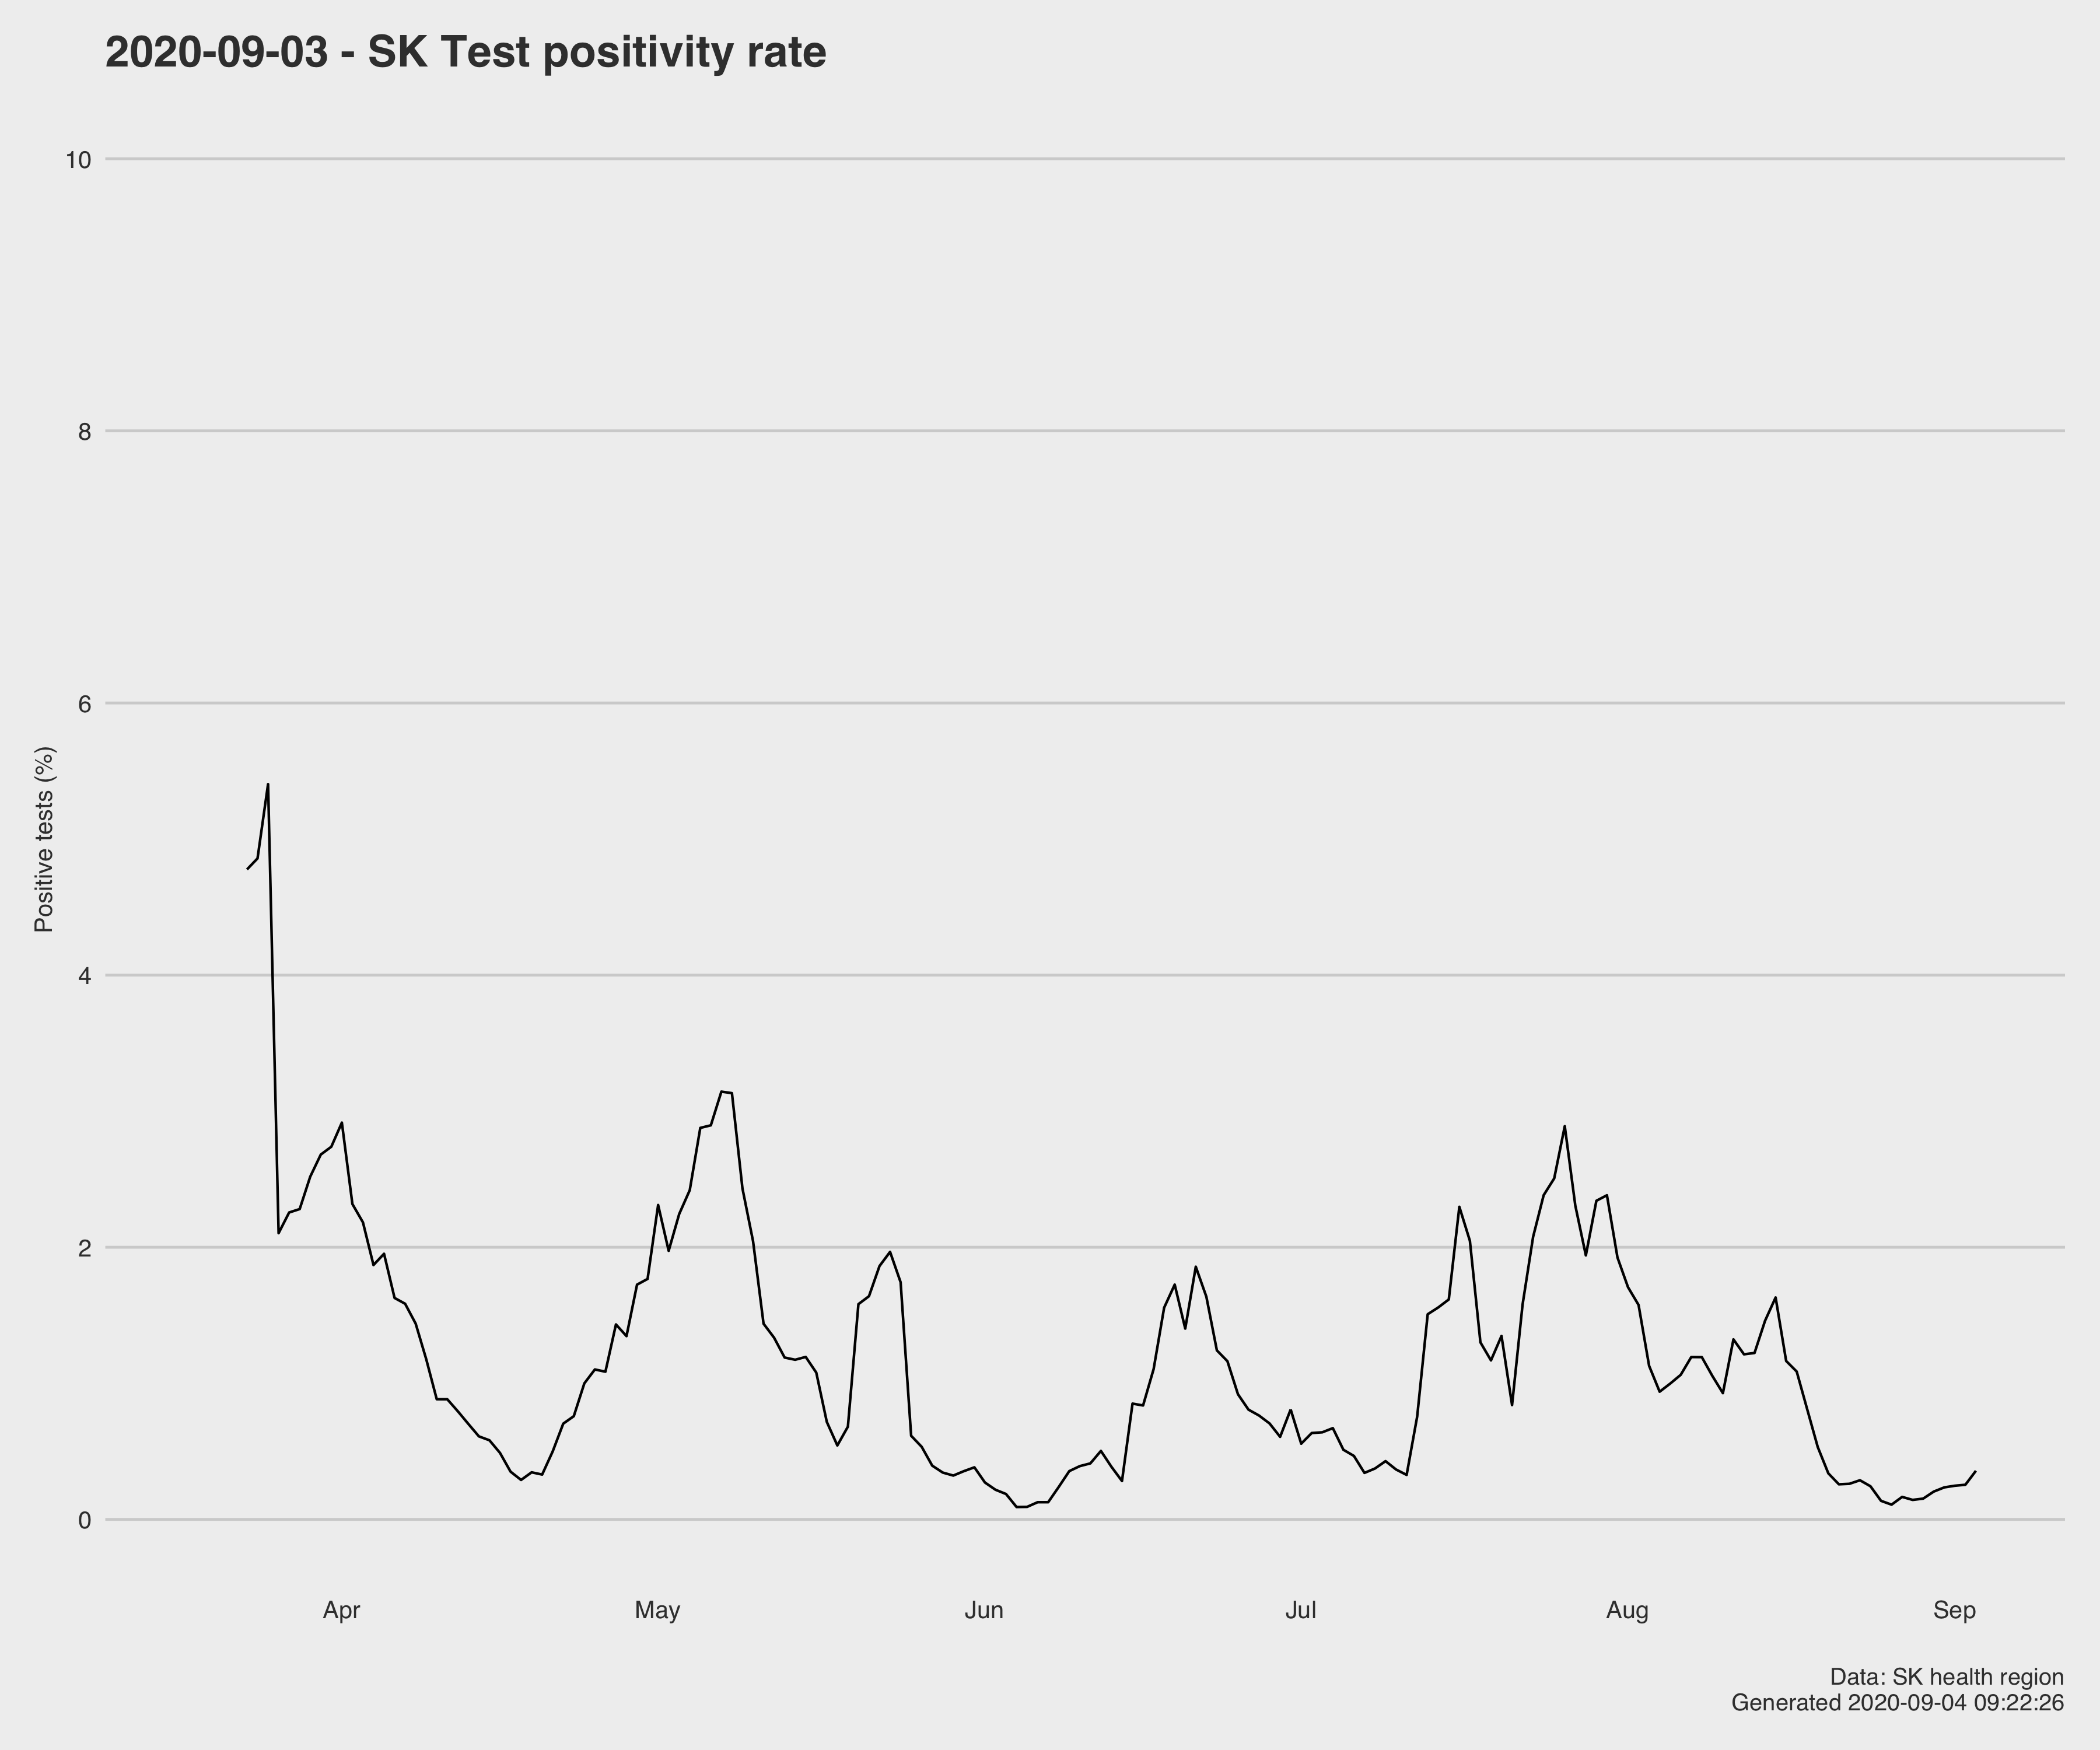 2020-09-03 - SK Test positivity rate
10
8
6
4
2
0
Positive tests (%)
Apr
May
Jun
Jul
Aug
Sep
Data: SK health region
Generated 2020-09-04 09:22:26